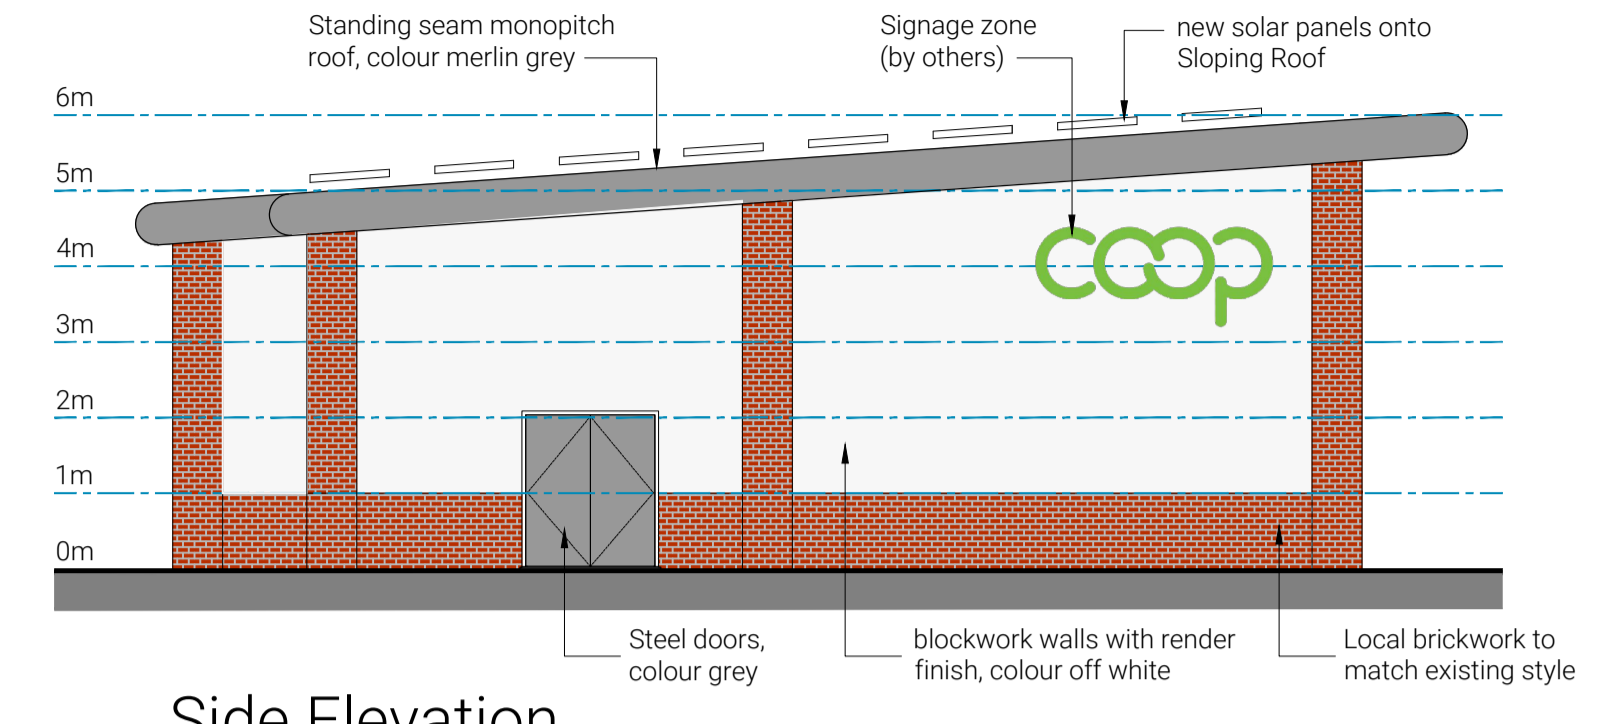 Standing seam monopitch
roof, colour merlin grey
Signage zone
(by others)
new solar panels onto
Sloping Roof
6m
5m
4m
3m
2m
1m
0m
coop
Steel doors,
colour grey
blockwork walls with render
finish, colour off white
Local brickwork to
match existing style
Side Elevation